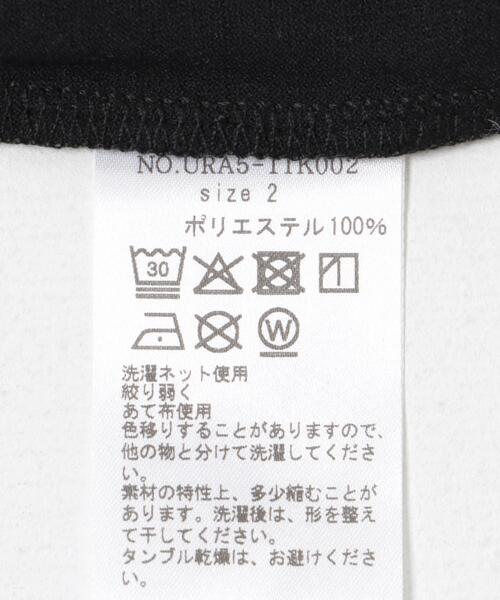 NO.URA5-TTK002
size 2
ポリエステル100%
30
W
洗濯ネット使用
絞り弱く
あて布使用
色移りすることがありますので、
他の物と分けて洗濯してくださ
い。
素材の特性上、多少縮むことが
あります。洗濯後は、形を整え
て干してください。
タンブル乾燥は、お避けくださ
い。